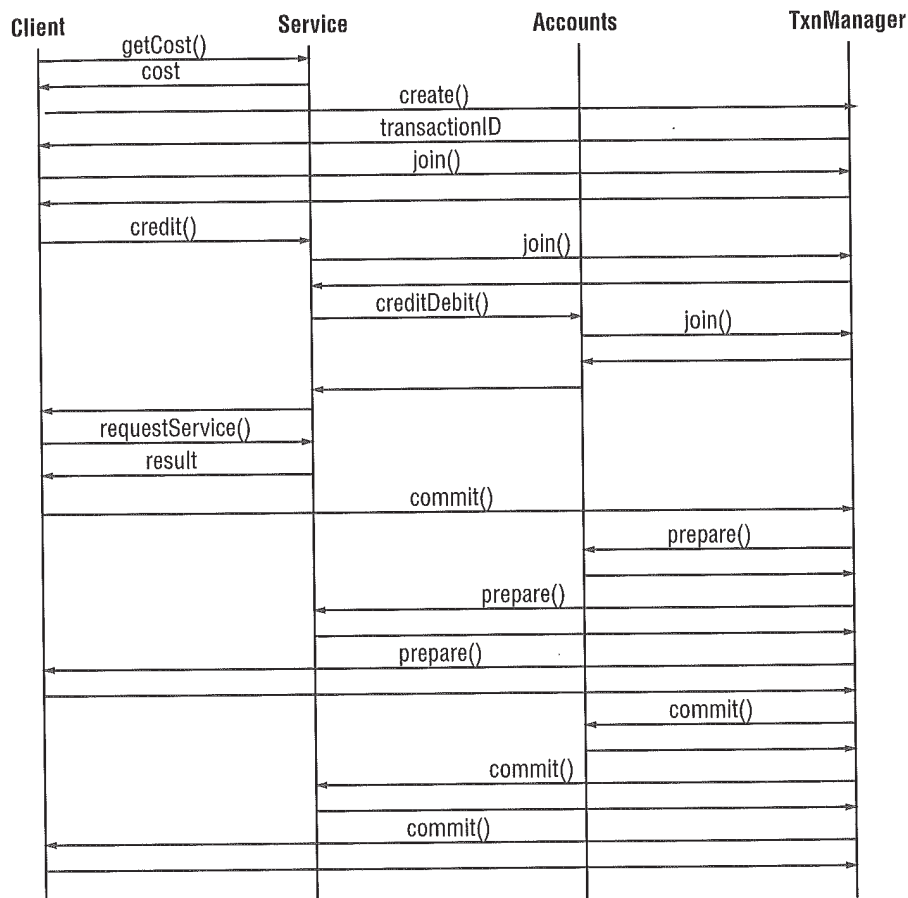 Client Service Accounts TxnManager
getCost()
cost
create()
transactionID
join()
credit()
join()
creditDebit()
join()
requestService()
result
commit()
prepare()
prepare()
prepare()
commit()
commit()
commit()